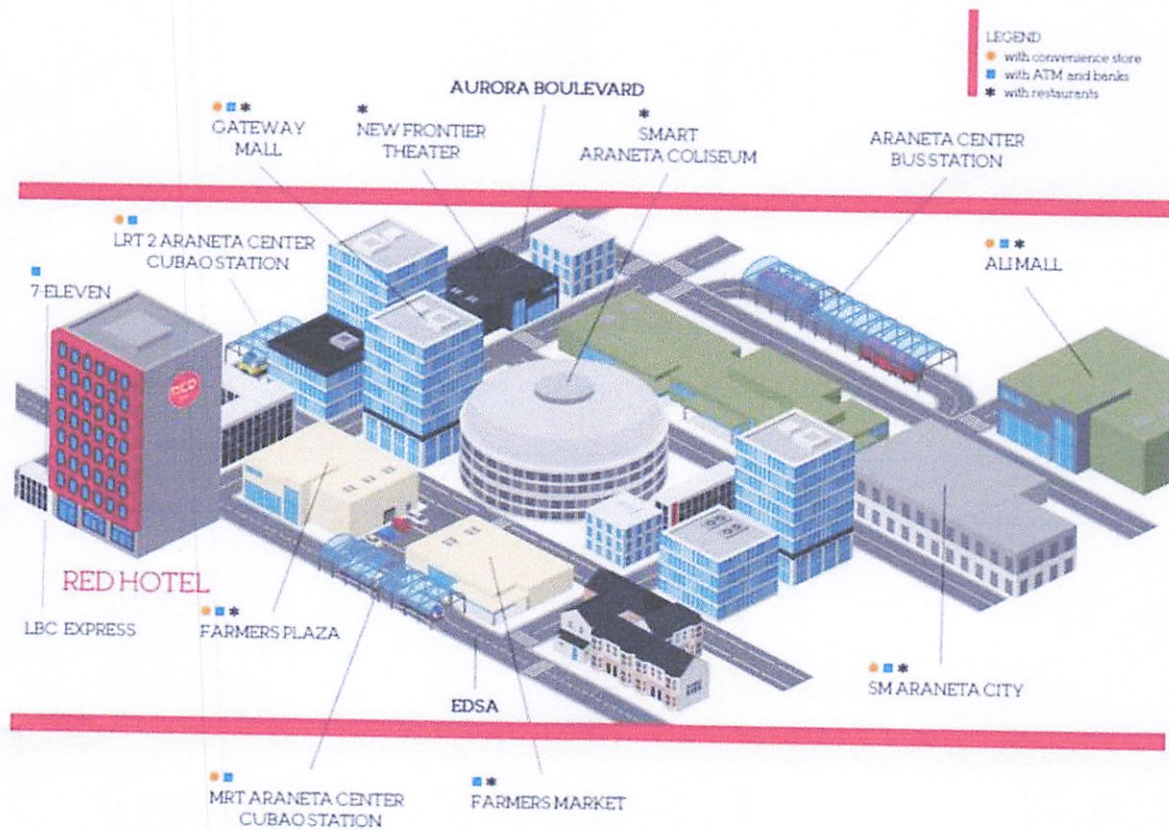 LEGEND
with convenience store
with ATM and banks
with restaurants
AURORA BOULEVARD
GATEWAY
MALL
NEW FRONTIER
THEATER
SMART
ARANETA COLISEUM
ARANETA CENTER
BUS STATION
LRT 2 ARANETA CENTER
CUBAO STATION
ALI MALL
7-ELEVEN
RED HOTEL
LBC EXPRESS
FARMERS PLAZA
EDSA
SM ARANETA CITY
MRT ARANETA CENTER
CUBAO STATION
FARMERS MARKET